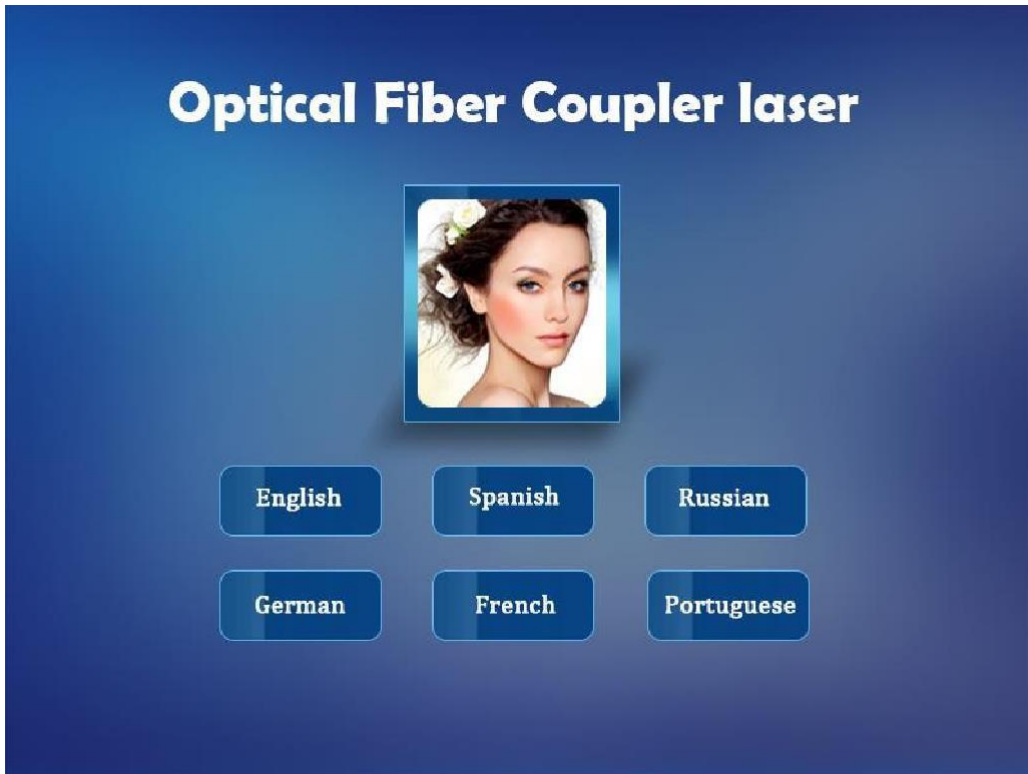 Optical Fiber Coupler laser
English
Spanish
Russian
German
French
Portuguese